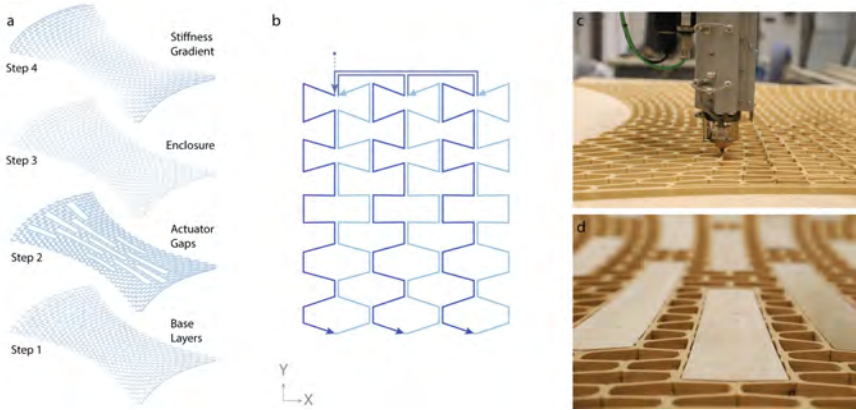 a
Stiffness
Gradient
Step 4
Enclosure
Step 3
Actuator
Gaps
Step 2
Base
Layers
Step 1
b
Y
X
c
d